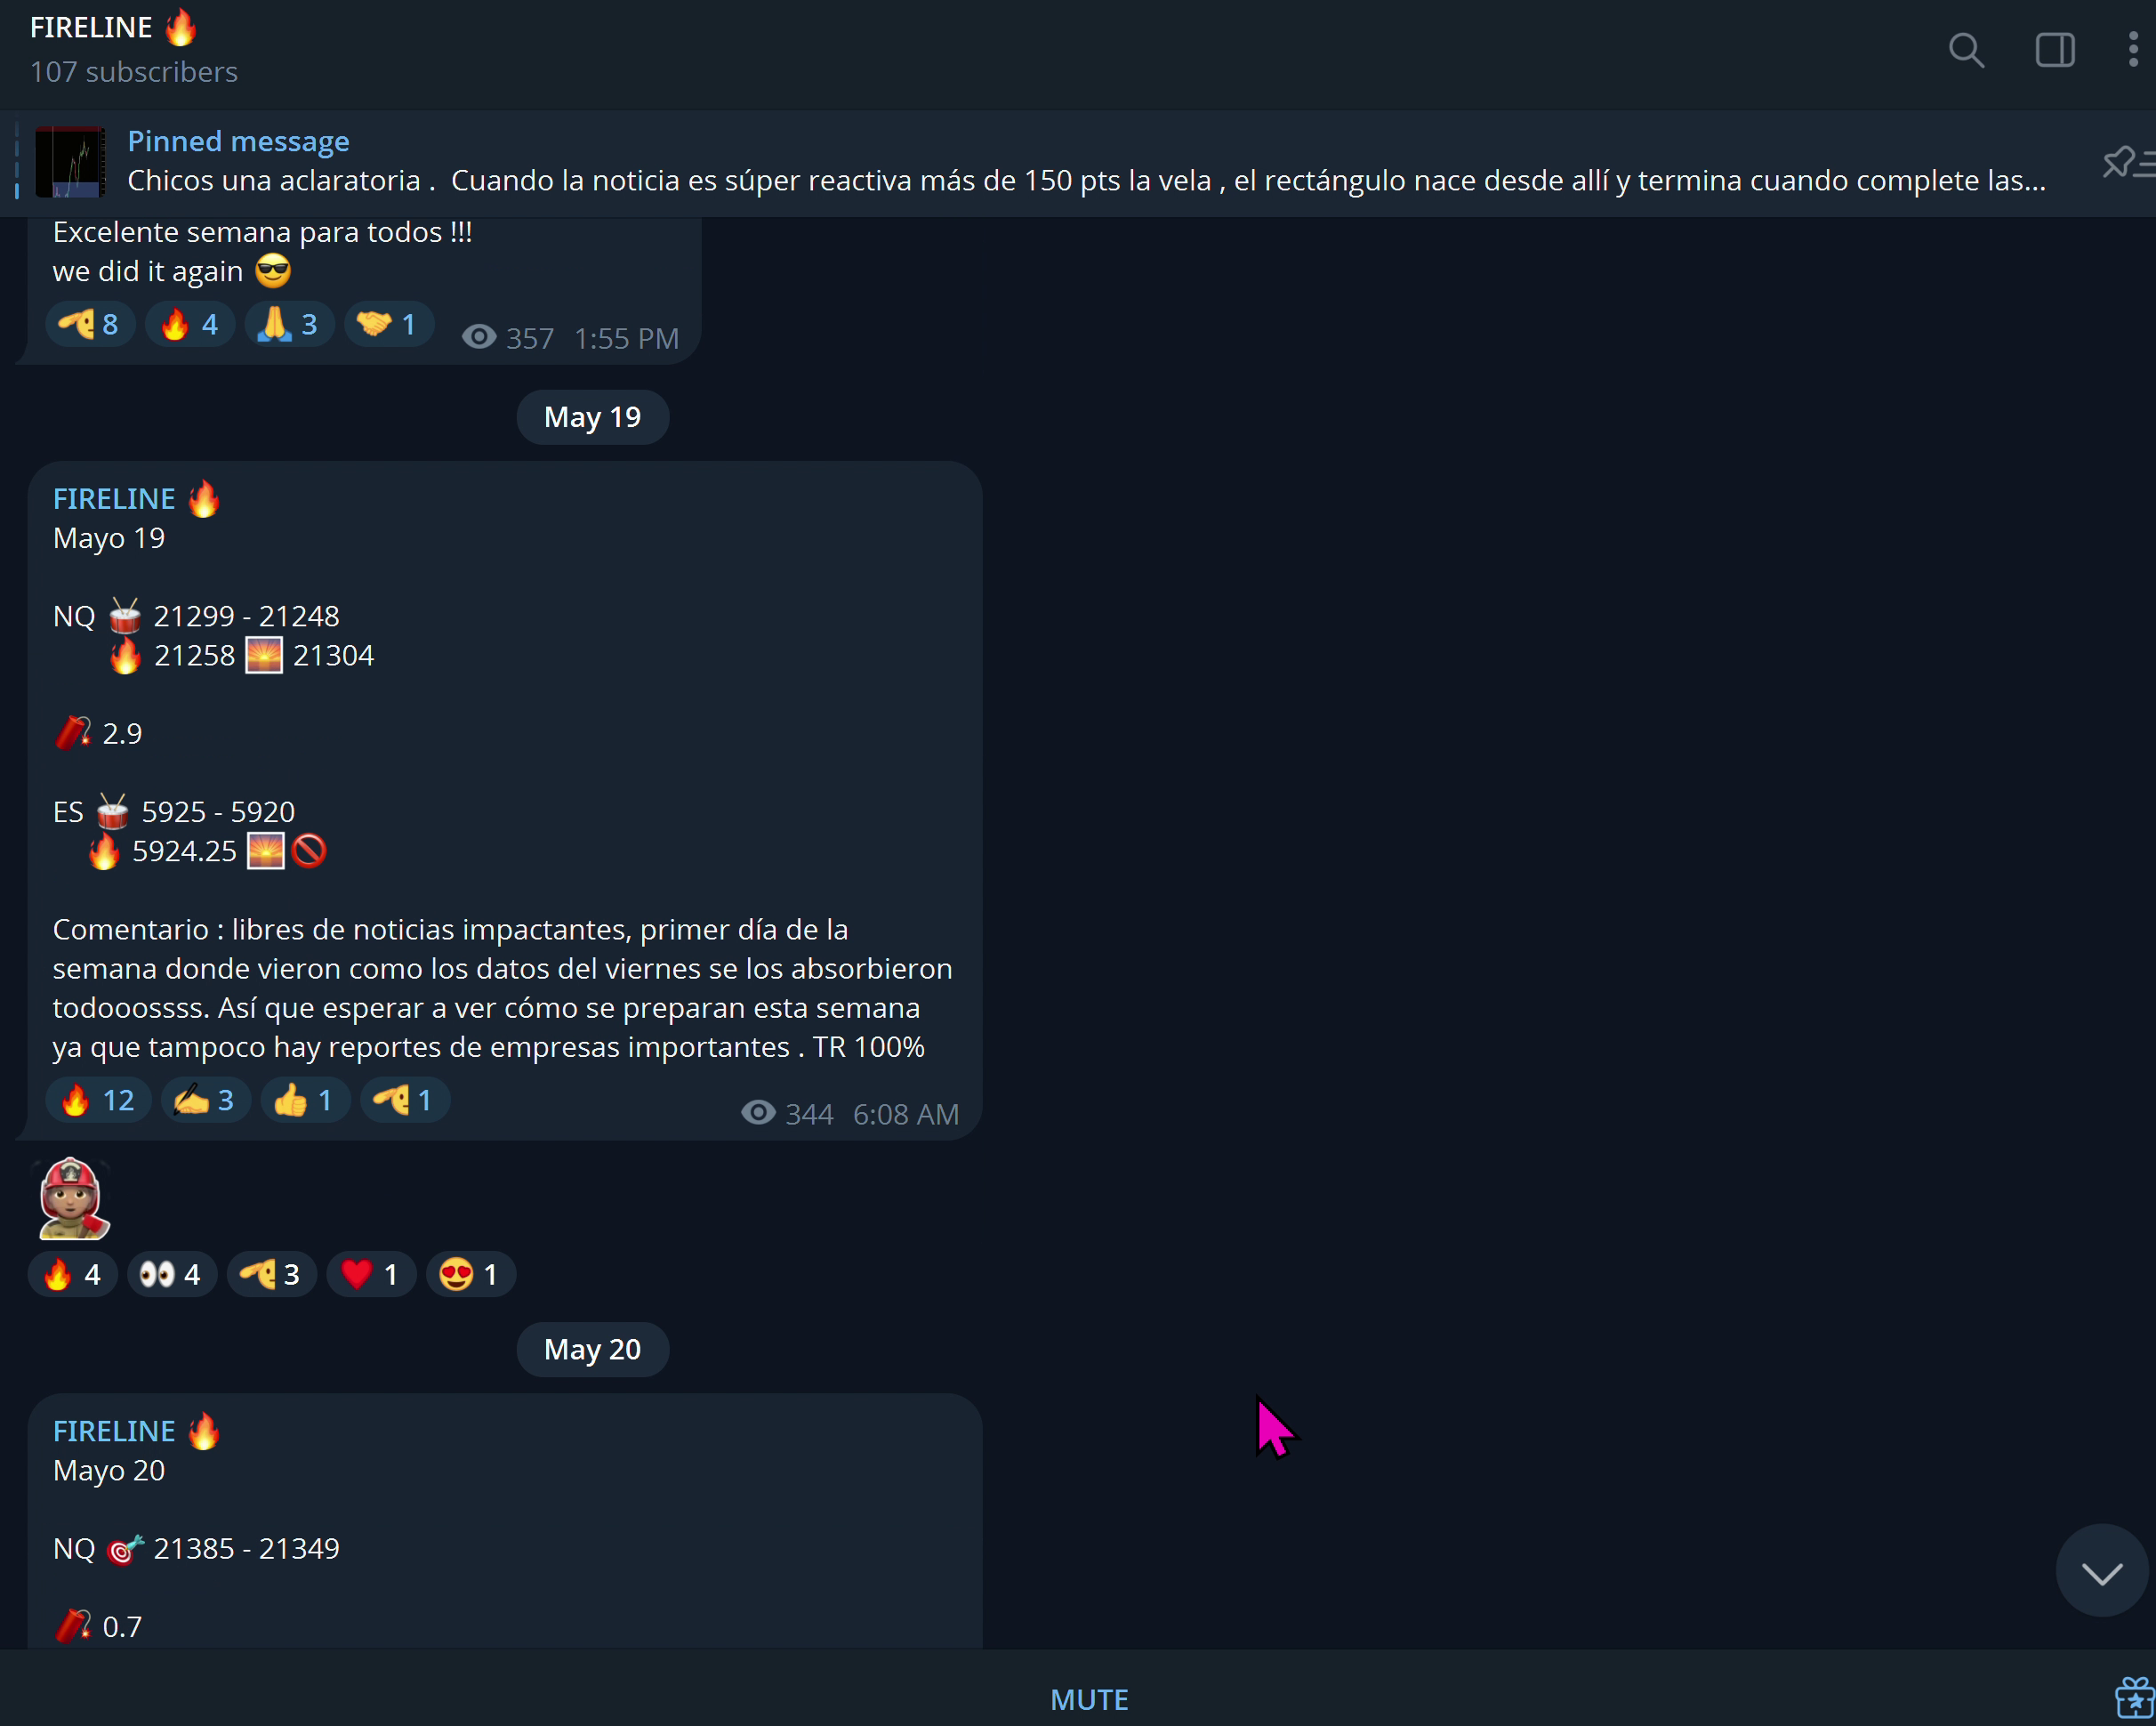 FIRELINE 🔥
107 subscribers
Pinned message
Chicos una aclaratoria .  Cuando la noticia es súper reactiva más de 150 pts la vela , el rectángulo nace desde allí y termina cuando complete las...
Excelente semana para todos !!!
we did it again 😎
🫡 8 🔥 4 🙏 3 🤝 1 357 1:55 PM
May 19
FIRELINE 🔥
Mayo 19
NQ 🥁 21299 - 21248
🔥 21258 🌅 21304
🧨 2.9
ES 🥁 5925 - 5920
🔥 5924.25 🌅🚫
Comentario : libres de noticias impactantes, primer día de la
semana donde vieron como los datos del viernes se los absorbieron
todooossss. Así que esperar a ver cómo se preparan esta semana
ya que tampoco hay reportes de empresas importantes . TR 100%
🔥 12 ✍ 3 👍 1 🫡 1 344 6:08 AM
🔥 4 👀 4 🫡 3 ❤ 1 😍 1
May 20
FIRELINE 🔥
Mayo 20
NQ 🎯 21385 - 21349
🧨 0.7
MUTE